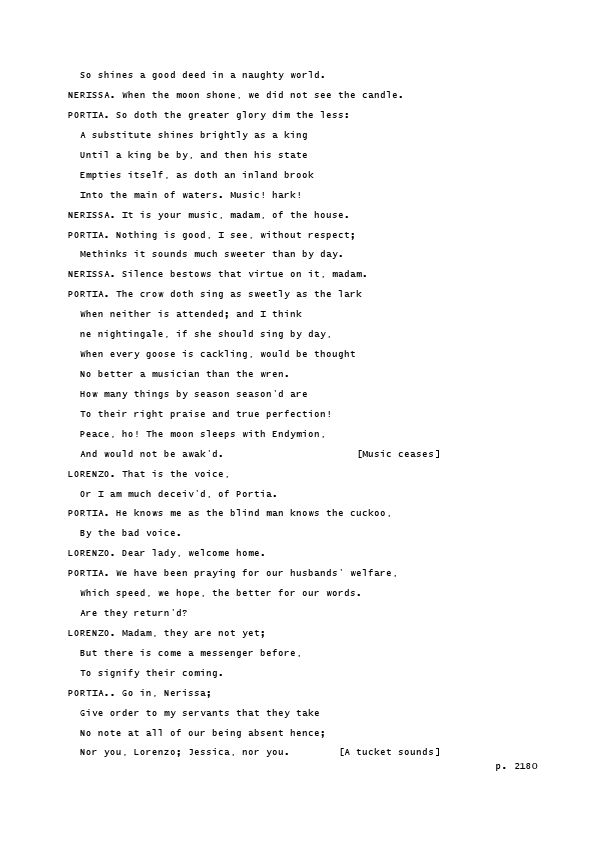 So shines a good deed in a naughty world.
NERISSA. When the moon shone, we did not see the candle.
PORTIA. So doth the greater glory dim the less:
A substitute shines brightly as a king
Until a king be by, and then his state
Empties itself, as doth an inland brook
Into the main of waters. Music! hark!
NERISSA. It is your music, madam, of the house.
PORTIA. Nothing is good, I see, without respect;
Methinks it sounds much sweeter than by day.
NERISSA. Silence bestows that virtue on it, madam.
PORTIA. The crow doth sing as sweetly as the lark
When neither is attended; and I think
ne nightingale, if she should sing by day,
When every goose is cackling, would be thought
No better a musician than the wren.
How many things by season season'd are
To their right praise and true perfection!
Peace, ho! The moon sleeps with Endymion,
And would not be awak'd. [Music ceases]
LORENZO. That is the voice,
Or I am much deceiv'd, of Portia.
PORTIA. He knows me as the blind man knows the cuckoo,
By the bad voice.
LORENZO. Dear lady, welcome home.
PORTIA. We have been praying for our husbands' welfare,
Which speed, we hope, the better for our words.
Are they return'd?
LORENZO. Madam, they are not yet;
But there is come a messenger before,
To signify their coming.
PORTIA.. Go in, Nerissa;
Give order to my servants that they take
No note at all of our being absent hence;
Nor you, Lorenzo; Jessica, nor you. [A tucket sounds]
p. 2180